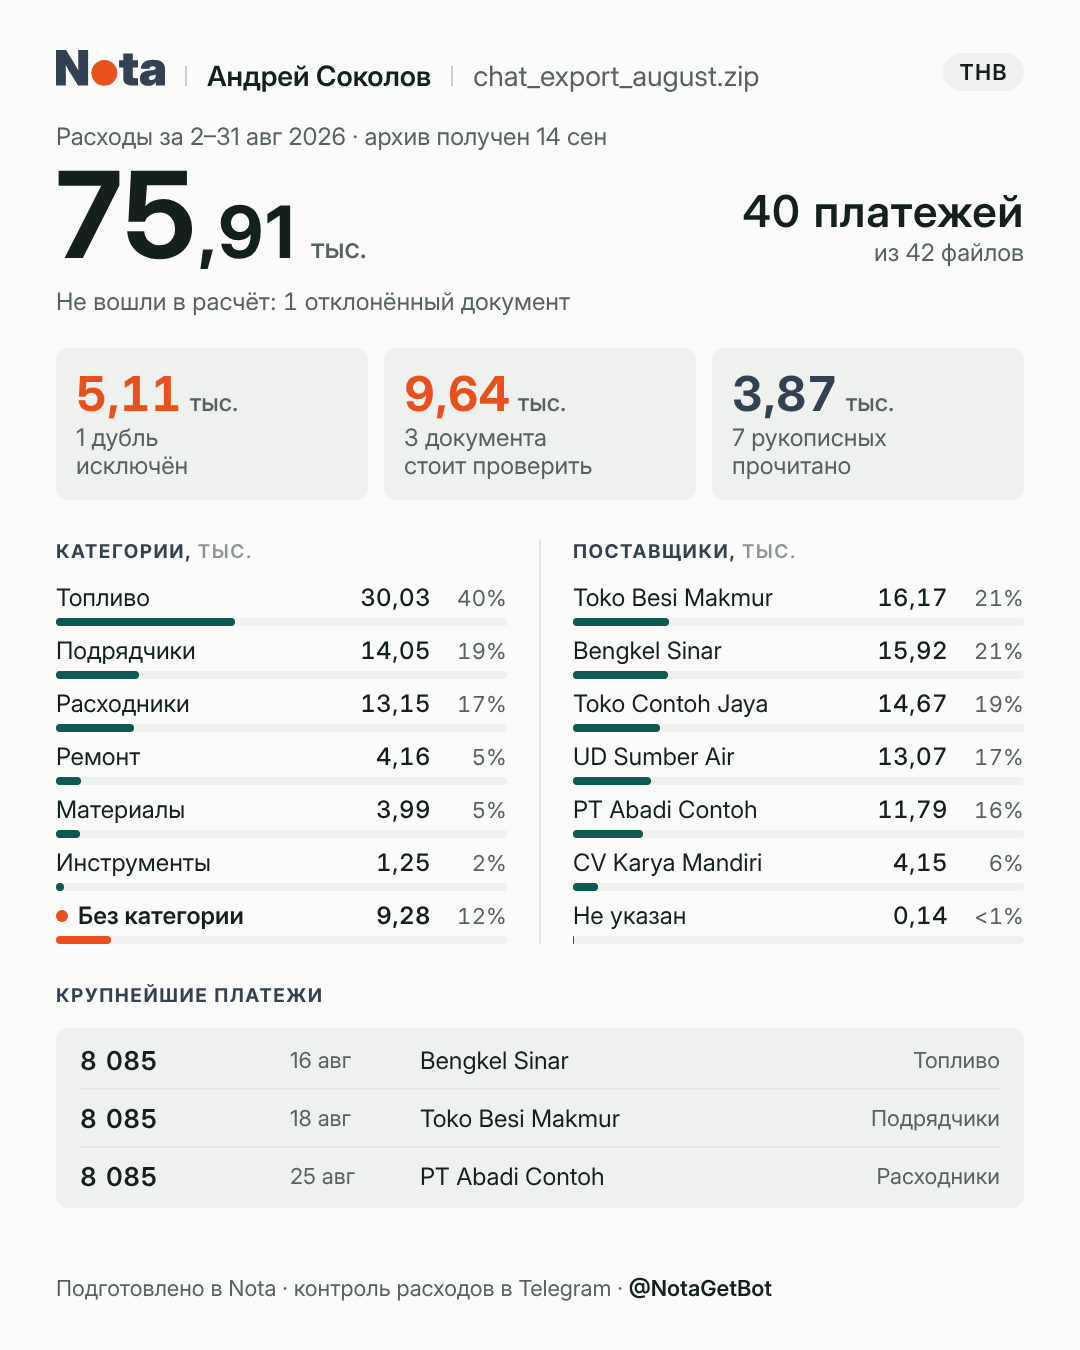 Nota | Андрей Соколов | chat_export_august.zip THB
Расходы за 2–31 авг 2026 · архив получен 14 сен
75,91 тыс.
40 платежей
из 42 файлов
Не вошли в расчёт: 1 отклонённый документ
5,11 тыс.
1 дубль
исключён
9,64 тыс.
3 документа
стоит проверить
3,87 тыс.
7 рукописных
прочитано
КАТЕГОРИИ, ТЫС.
Топливо 30,03 40%
Подрядчики 14,05 19%
Расходники 13,15 17%
Ремонт 4,16 5%
Материалы 3,99 5%
Инструменты 1,25 2%
Без категории 9,28 12%
ПОСТАВЩИКИ, ТЫС.
Toko Besi Makmur 16,17 21%
Bengkel Sinar 15,92 21%
Toko Contoh Jaya 14,67 19%
UD Sumber Air 13,07 17%
PT Abadi Contoh 11,79 16%
CV Karya Mandiri 4,15 6%
Не указан 0,14 <1%
КРУПНЕЙШИЕ ПЛАТЕЖИ
8 085 16 авг Bengkel Sinar Топливо
8 085 18 авг Toko Besi Makmur Подрядчики
8 085 25 авг PT Abadi Contoh Расходники
Подготовлено в Nota · контроль расходов в Telegram · @NotaGetBot